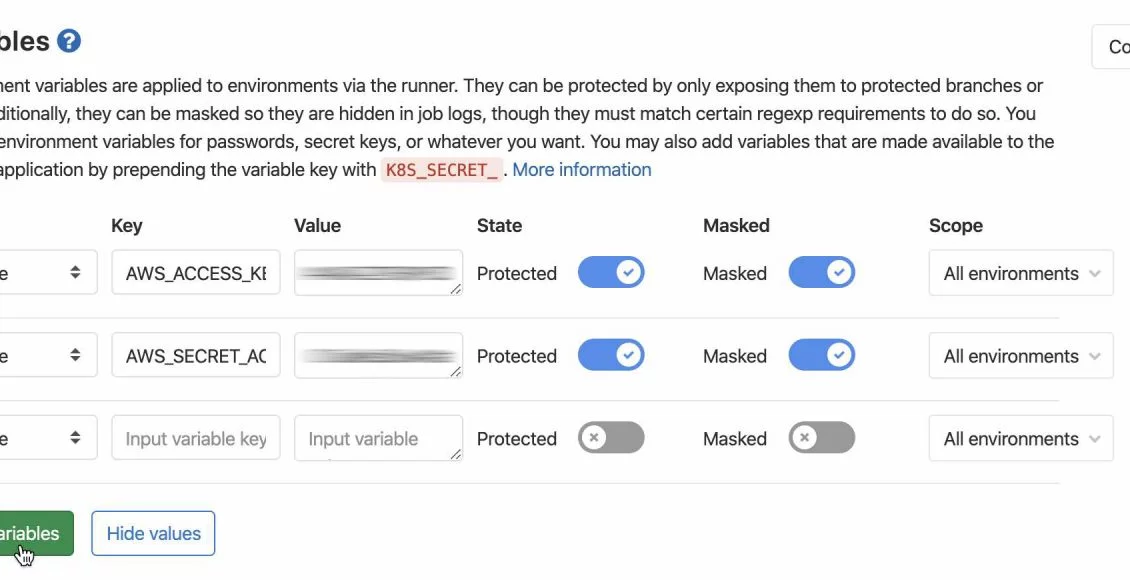 bles ?
nent variables are applied to environments via the runner. They can be protected by only exposing them to protected branches or
ditionally, they can be masked so they are hidden in job logs, though they must match certain regexp requirements to do so. You
environment variables for passwords, secret keys, or whatever you want. You may also add variables that are made available to the
application by prepending the variable key with K8S_SECRET_ . More information
Co
Key Value State Masked Scope
e AWS_ACCESS_KE Protected Masked All environments
e AWS_SECRET_AC Protected Masked All environments
e Input variable key Input variable Protected Masked All environments
ariables Hide values